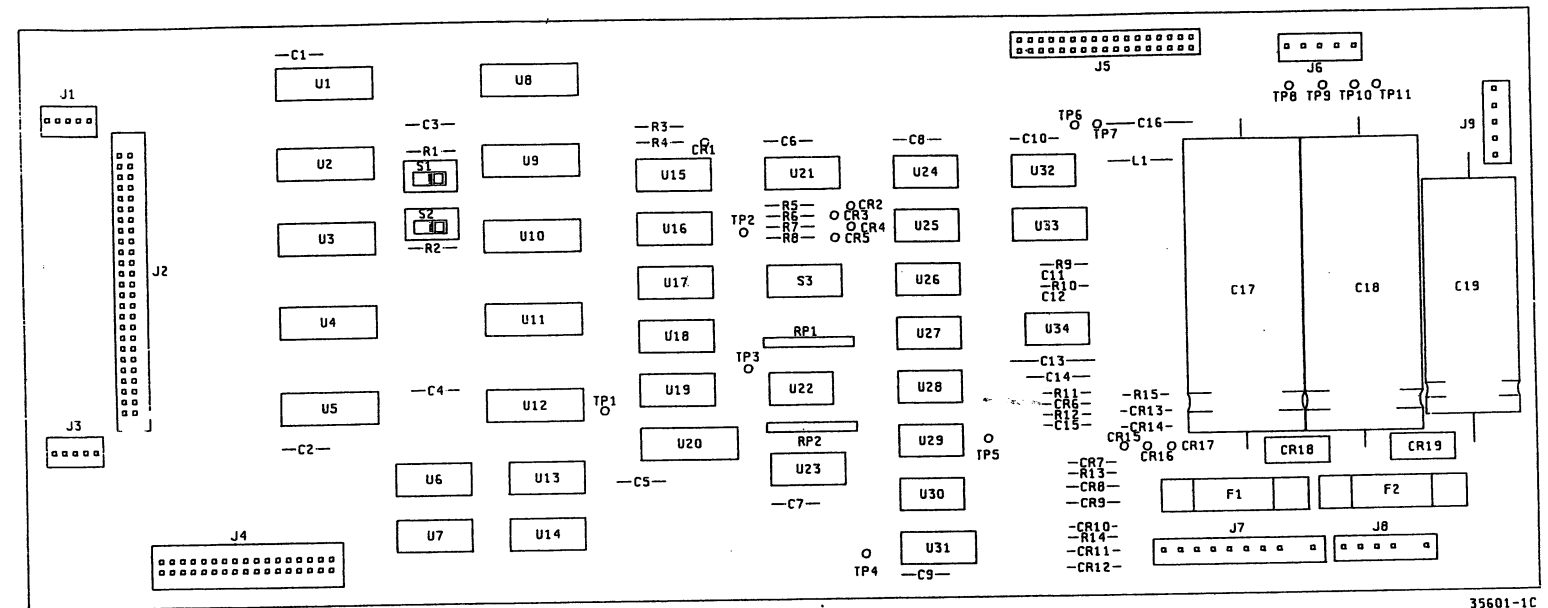 C1
J5
J6
U1
U8
TP8 TP9 TP10 TP11
J1
C3
R3
R4
CR1
C6
C8
C10
TP6
TP7
C16
J9
R1
S1
U2
U9
U15
U21
U24
U32
L1
S2
R2
U3
U10
U16
TP2
R5
R6
R7
R8
CR2
CR3
CR4
CR5
U25
U33
J2
U17
S3
U26
R9
C11
R10
C12
C17
C18
C19
U4
U11
U18
RP1
U27
U34
TP3
C13
C14
C4
U5
U12
TP1
U19
U22
U28
R11
CR6
R12
C15
R15
CR13
CR14
J3
C2
U20
RP2
U29
TP5
CR15
CR16
CR17
CR18
CR19
U6
U13
C5
U23
C7
U30
CR7
R13
CR8
CR9
F1
F2
J4
U7
U14
TP4
U31
C9
CR10
R14
CR11
CR12
J7
J8
35601-1C